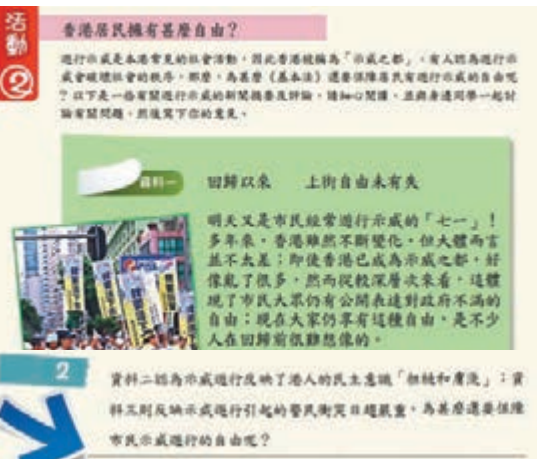 活動
2
香港居民擁有甚麼自由？
遊行示威是本港常見的社會活動，因此香港被稱為「示威之都」。有人認為遊行示
威會破壞社會的秩序。那麼，為甚麼《基本法》還要保障居民有遊行示威的自由呢
？以下是一些有關遊行示威的新聞摘要及評論，請細心閱讀，並與身邊同學一起討
論有關問題，然後寫下你的意見。
資料一
回歸以來 上街自由未有失
明天又是市民經常遊行示威的「七一」！
多年來，香港雖然不斷變化，但大體而言
並不太差；即使香港已成為示威之都，好
像亂了很多，然而從較深層次來看，這體
現了市民大眾仍有公開表達對政府不滿的
自由；現在大家仍享有這種自由，是不少
人在回歸前很難想像的。
2
資料二認為示威遊行反映了港人的民主意識「粗糙和膚淺」；資
料三則反映示威遊行引起的警民衝突日趨嚴重，為甚麼還要保障
市民示威遊行的自由呢？